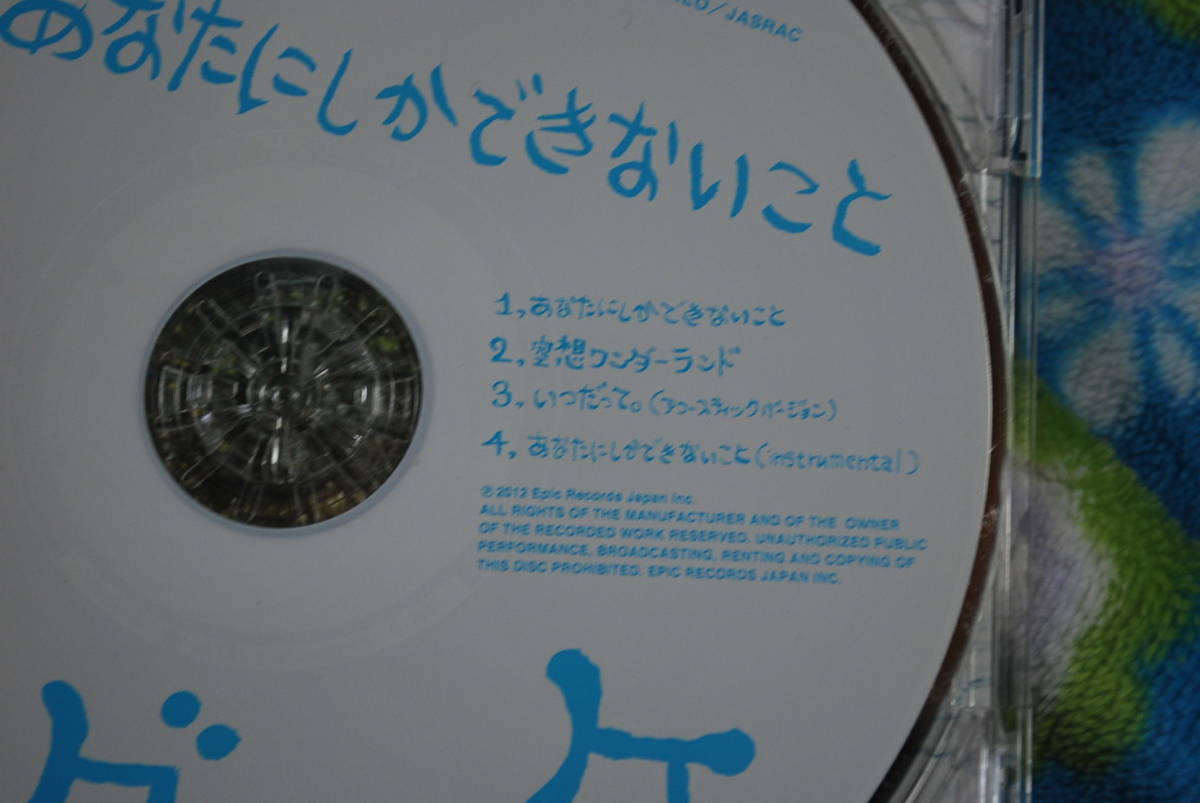 /JASRAC
あなたにしかできないこと
1, あなたにしかできないこと
2, 空想ワンダーランド
3, いつだって。(アコースティックバージョン)
4, あなたにしかできないこと(instrumental)
℗2012 Epic Records Japan Inc.
ALL RIGHTS OF THE MANUFACTURER AND OF THE OWNER
OF THE RECORDED WORK RESERVED. UNAUTHORIZED PUBLIC
PERFORMANCE, BROADCASTING, RENTING AND COPYING OF
THIS DISC PROHIBITED. EPIC RECORDS JAPAN INC.